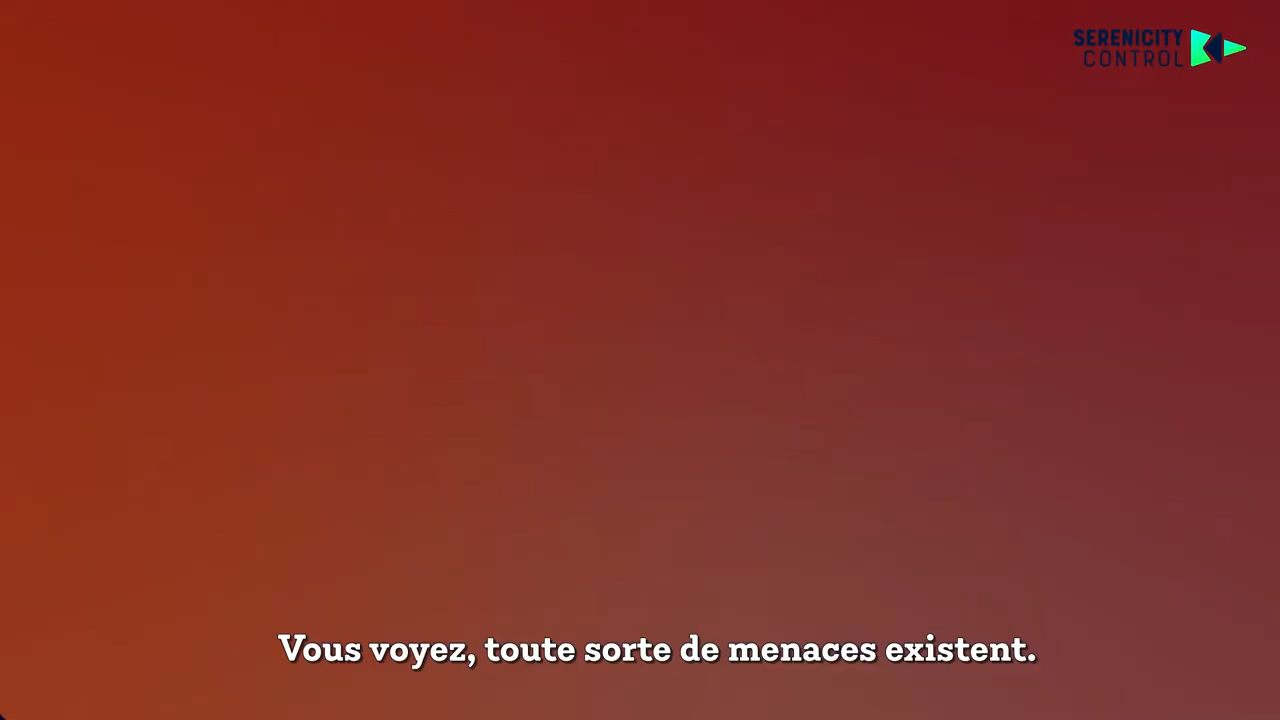 SERENICITY
CONTROL
Vous voyez, toute sorte de menaces existent.